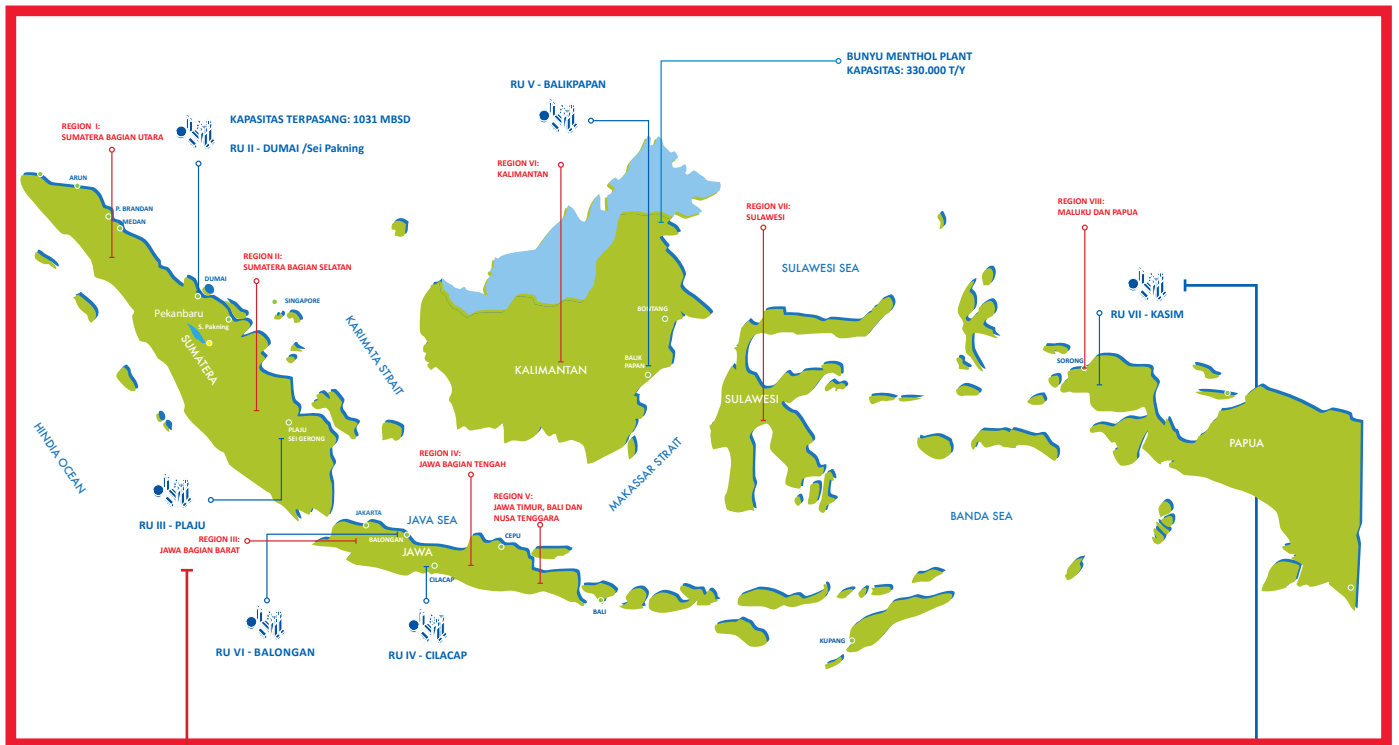 BUNYU MENTHOL PLANT
KAPASITAS: 330.000 T/Y
RU V - BALIKPAPAN
KAPASITAS TERPASANG: 1031 MBSD
RU II - DUMAI /Sei Pakning
REGION I:
SUMATERA BAGIAN UTARA
REGION VI:
KALIMANTAN
ARUN
P. BRANDAN
MEDAN
REGION VII:
SULAWESI
REGION VIII:
MALUKU DAN PAPUA
REGION II:
SUMATERA BAGIAN SELATAN
SULAWESI SEA
DUMAI
SINGAPORE
Pekanbaru
S. Pakning
SUMATERA
KARIMATA STRAIT
BONTANG
RU VII - KASIM
KALIMANTAN
BALIK
PAPAN
SORONG
SULAWESI
PLAJU
SEI GERONG
HINDIA OCEAN
MAKASSAR STRAIT
PAPUA
REGION IV:
JAWA BAGIAN TENGAH
REGION V:
JAWA TIMUR, BALI DAN
NUSA TENGGARA
RU III - PLAJU
JAKARTA
JAVA SEA
BANDA SEA
REGION III:
JAWA BAGIAN BARAT
BALONGAN
CEPU
JAWA
CILACAP
BALI
KUPANG
RU VI - BALONGAN
RU IV - CILACAP